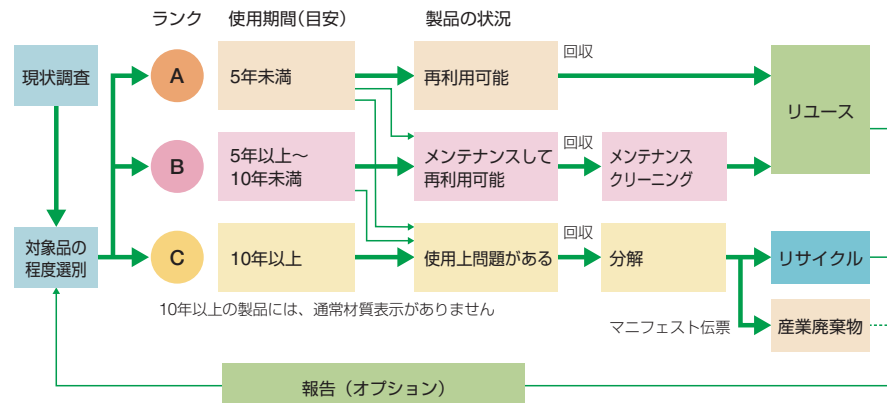 ランク
使用期間（目安）
製品の状況
現状調査
A
5年未満
再利用可能
回収
リユース
B
5年以上～
10年未満
メンテナンスして
再利用可能
回収
メンテナンス
クリーニング
対象品の
程度選別
C
10年以上
使用上問題がある
回収
分解
リサイクル
10年以上の製品には、通常材質表示がありません
マニフェスト伝票
産業廃棄物
報告（オプション）